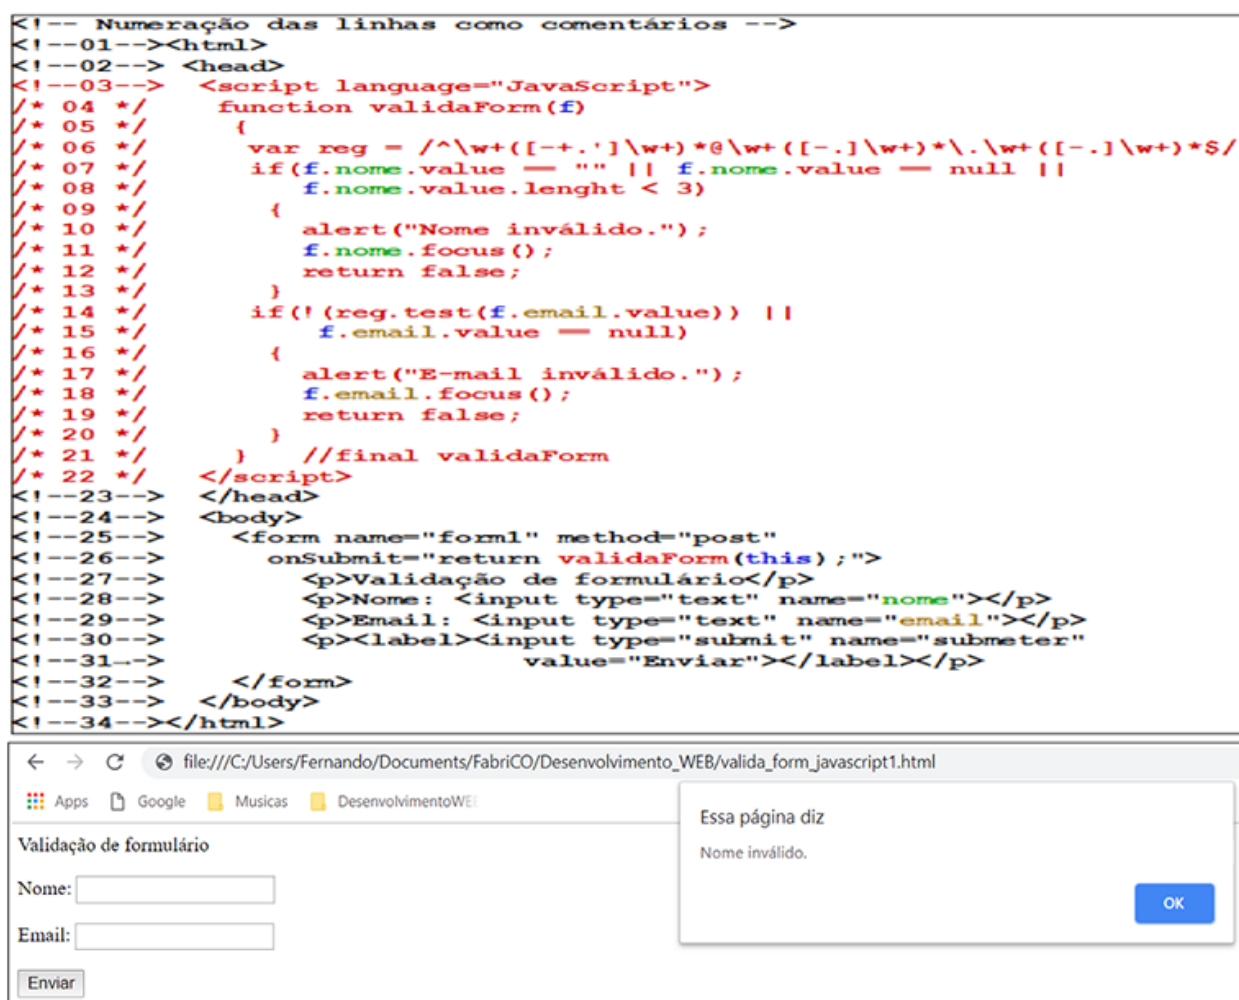 <!-- Numeração das linhas como comentários -->
<!--01--><html>
<!--02--> <head>
<!--03-->  <script language="JavaScript">
/* 04 */    function validaForm(f)
/* 05 */     {
/* 06 */      var reg = /^\w+([-+.']\w+)*@\w+([-.]\w+)*\.\w+([-.]\w+)*$/
/* 07 */      if(f.nome.value == "" || f.nome.value == null ||
/* 08 */         f.nome.value.lenght < 3)
/* 09 */       {
/* 10 */         alert("Nome inválido.");
/* 11 */         f.nome.focus();
/* 12 */         return false;
/* 13 */       }
/* 14 */      if(!(reg.test(f.email.value)) ||
/* 15 */          f.email.value == null)
/* 16 */       {
/* 17 */         alert("E-mail inválido.");
/* 18 */         f.email.focus();
/* 19 */         return false;
/* 20 */       }
/* 21 */     }   //final validaForm
/* 22 */   </script>
<!--23-->  </head>
<!--24-->  <body>
<!--25-->    <form name="form1" method="post"
<!--26-->      onSubmit="return validaForm(this);">
<!--27-->        <p>Validação de formulário</p>
<!--28-->        <p>Nome: <input type="text" name="nome"></p>
<!--29-->        <p>Email: <input type="text" name="email"></p>
<!--30-->        <p><label><input type="submit" name="submeter"
<!--31-->                     value="Enviar"></label></p>
<!--32-->    </form>
<!--33-->  </body>
<!--34--></html>
file:///C:/Users/Fernando/Documents/FabriCO/Desenvolvimento_WEB/valida_form_javascript1.html
Apps Google Musicas DesenvolvimentoWE
Essa página diz
Nome inválido.
OK
Validação de formulário
Nome:
Email:
Enviar